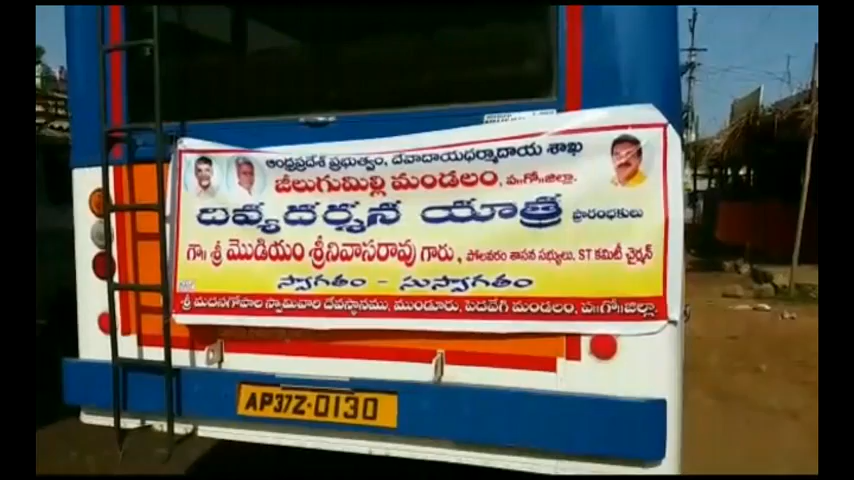 ఆంధ్రప్రదేశ్ ప్రభుత్వం, దేవాదాయధర్మాదాయ శాఖ
జీలుగుమిల్లి మండలం, ప॥గో॥జిల్లా.
దివ్యదర్శన యాత్ర ప్రారంభకులు
గౌ॥ శ్రీ మొడియం శ్రీనివాసరావు గారు, పోలవరం శాసన సభ్యులు, ST కమిటీ చైర్మన్
స్వాగతం - సుస్వాగతం
శ్రీ మదనగోపాల స్వామివారి దేవస్థానము, ముండూరు, పెదవేగి మండలం, ప॥గో॥జిల్లా.
AP37Z·0130